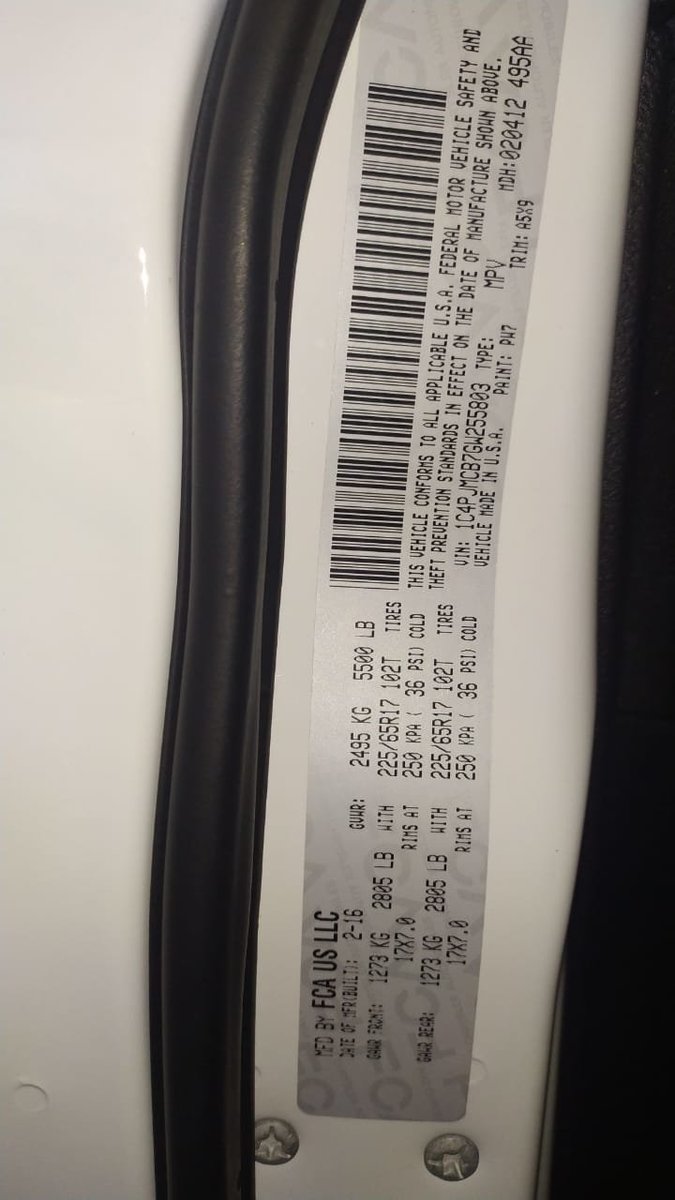 MFD BY FCA US LLC
DATE OF MFR(BUILT): 2-16 GVWR: 2495 KG 5500 LB
GAWR FRONT: 1273 KG 2805 LB WITH 225/65R17 102T TIRES
17X7.0 RIMS AT 250 KPA ( 36 PSI) COLD
GAWR REAR: 1273 KG 2805 LB WITH 225/65R17 102T TIRES
17X7.0 RIMS AT 250 KPA ( 36 PSI) COLD
THIS VEHICLE CONFORMS TO ALL APPLICABLE U.S.A. FEDERAL MOTOR VEHICLE SAFETY AND
THEFT PREVENTION STANDARDS IN EFFECT ON THE DATE OF MANUFACTURE SHOWN ABOVE.
VIN: 1C4PJMCB7GW255803 TYPE: MPV MDH:020412 495AA
VEHICLE MADE IN U.S.A. PAINT: PW7 TRIM: A5X9